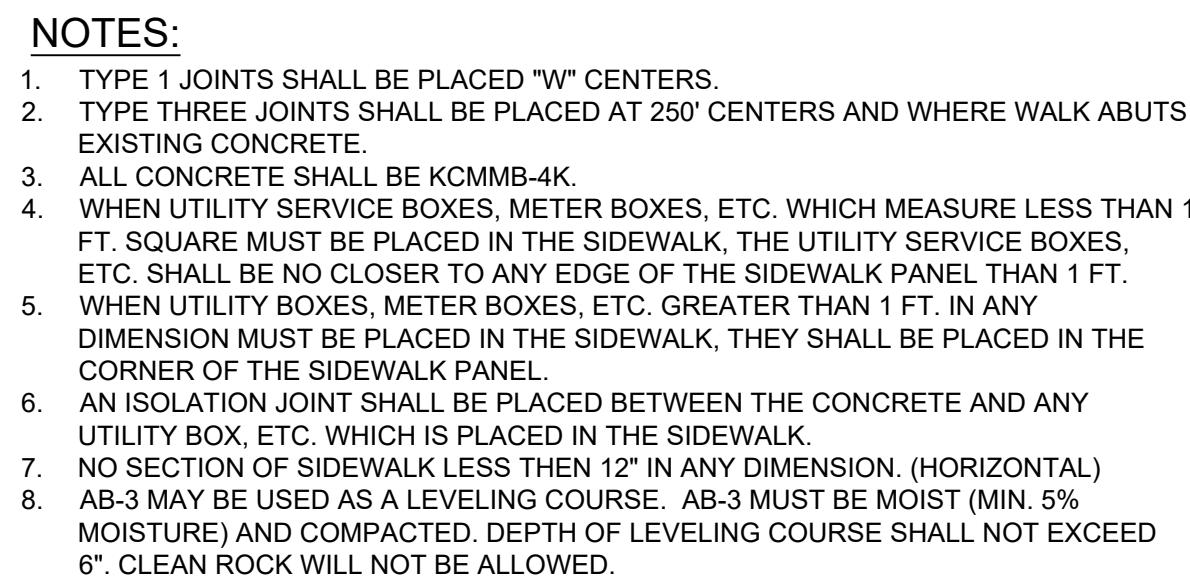 NOTES:
1. TYPE 1 JOINTS SHALL BE PLACED "W" CENTERS.
2. TYPE THREE JOINTS SHALL BE PLACED AT 250' CENTERS AND WHERE WALK ABUTS
EXISTING CONCRETE.
3. ALL CONCRETE SHALL BE KCMMB-4K.
4. WHEN UTILITY SERVICE BOXES, METER BOXES, ETC. WHICH MEASURE LESS THAN 1
FT. SQUARE MUST BE PLACED IN THE SIDEWALK, THE UTILITY SERVICE BOXES,
ETC. SHALL BE NO CLOSER TO ANY EDGE OF THE SIDEWALK PANEL THAN 1 FT.
5. WHEN UTILITY BOXES, METER BOXES, ETC. GREATER THAN 1 FT. IN ANY
DIMENSION MUST BE PLACED IN THE SIDEWALK, THEY SHALL BE PLACED IN THE
CORNER OF THE SIDEWALK PANEL.
6. AN ISOLATION JOINT SHALL BE PLACED BETWEEN THE CONCRETE AND ANY
UTILITY BOX, ETC. WHICH IS PLACED IN THE SIDEWALK.
7. NO SECTION OF SIDEWALK LESS THEN 12" IN ANY DIMENSION. (HORIZONTAL)
8. AB-3 MAY BE USED AS A LEVELING COURSE. AB-3 MUST BE MOIST (MIN. 5%
MOISTURE) AND COMPACTED. DEPTH OF LEVELING COURSE SHALL NOT EXCEED
6". CLEAN ROCK WILL NOT BE ALLOWED.